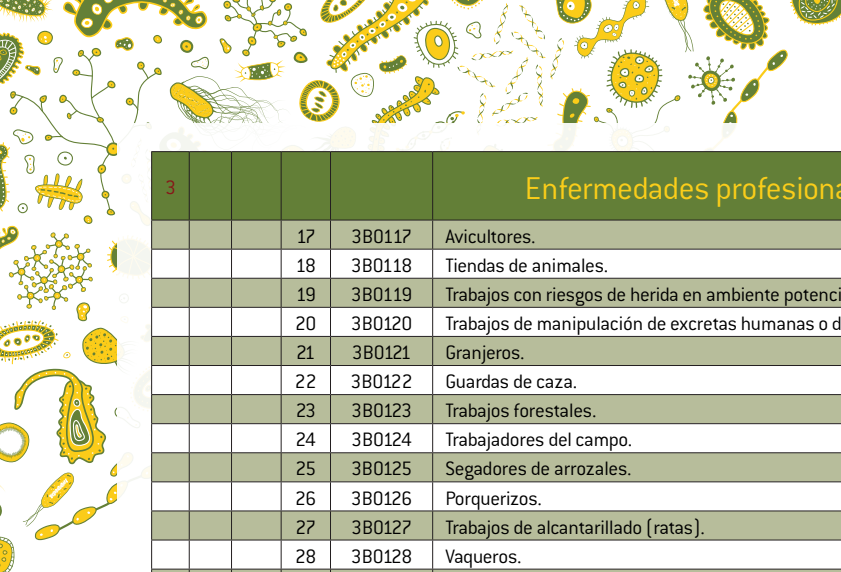 3 Enfermedades profesiona
17 3B0117 Avicultores.
18 3B0118 Tiendas de animales.
19 3B0119 Trabajos con riesgos de herida en ambiente potenci
20 3B0120 Trabajos de manipulación de excretas humanas o d
21 3B0121 Granjeros.
22 3B0122 Guardas de caza.
23 3B0123 Trabajos forestales.
24 3B0124 Trabajadores del campo.
25 3B0125 Segadores de arrozales.
26 3B0126 Porquerizos.
27 3B0127 Trabajos de alcantarillado (ratas).
28 3B0128 Vaqueros.